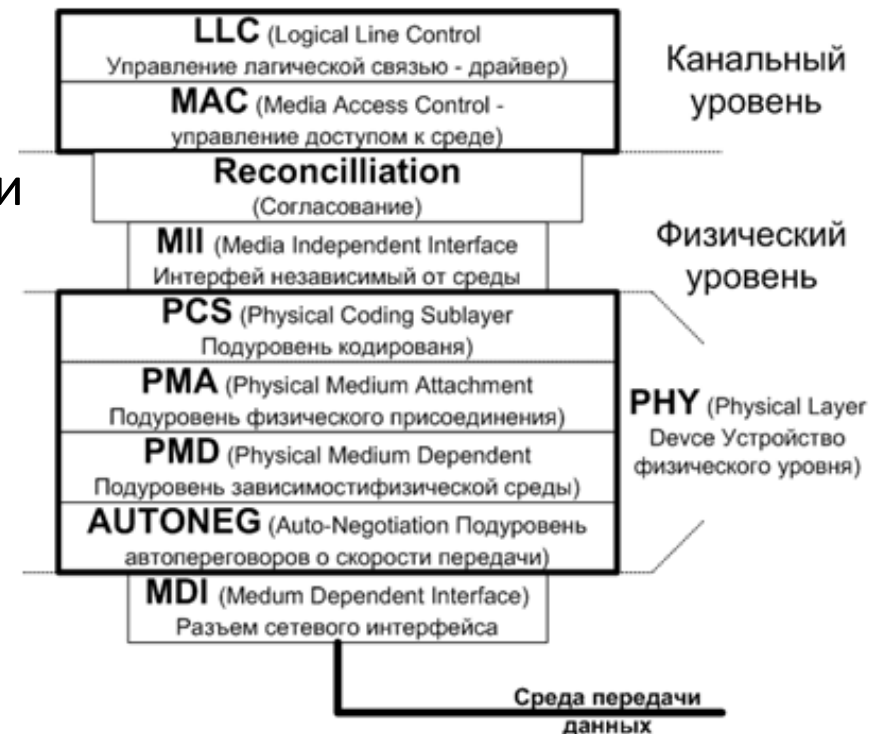 LLC (Logical Line Control
Управление лагической связью - драйвер)
MAC (Media Access Control -
управление доступом к среде)
Канальный
уровень
и
Reconcilliation
(Согласование)
MII (Media Independent Interface
Интерфей независимый от среды
Физический
уровень
PCS (Physical Coding Sublayer
Подуровень кодированя)
PMA (Physical Medium Attachment
Подуровень физического присоединения)
PMD (Physical Medium Dependent
Подуровень зависимостифизической среды)
AUTONEG (Auto-Negotiation Подуровень
автопереговоров о скорости передачи)
PHY (Physical Layer
Devce Устройство
физического уровня)
MDI (Medum Dependent Interface)
Разъем сетевого интерфейса
Среда передачи
данных